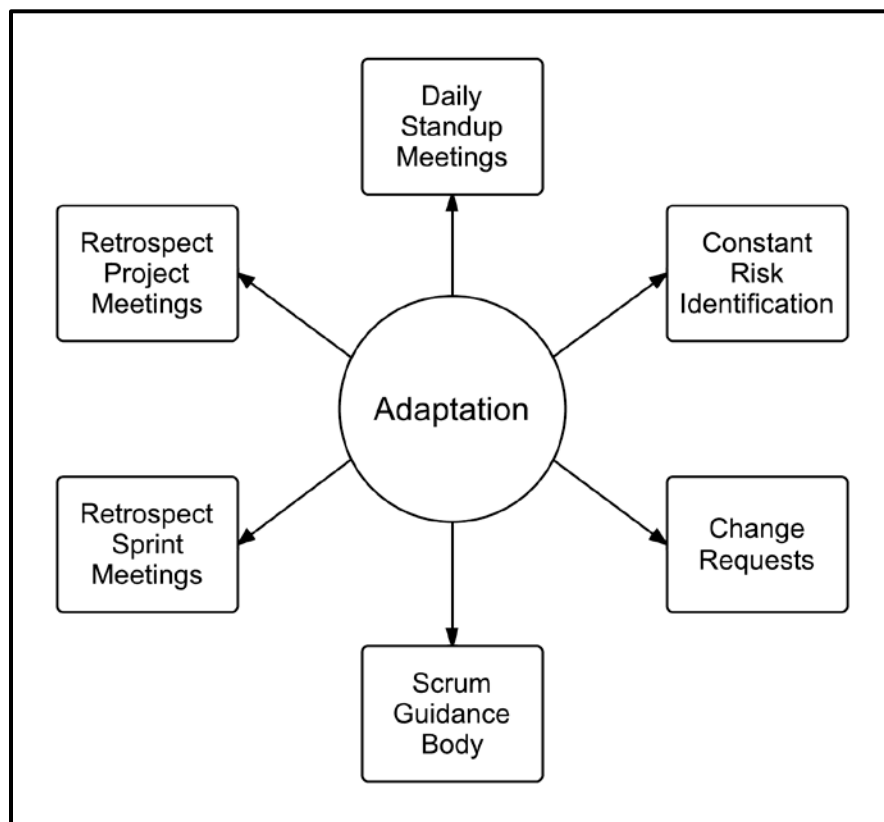 Daily
Standup
Meetings
Retrospect
Project
Meetings
Constant
Risk
Identification
Adaptation
Retrospect
Sprint
Meetings
Change
Requests
Scrum
Guidance
Body